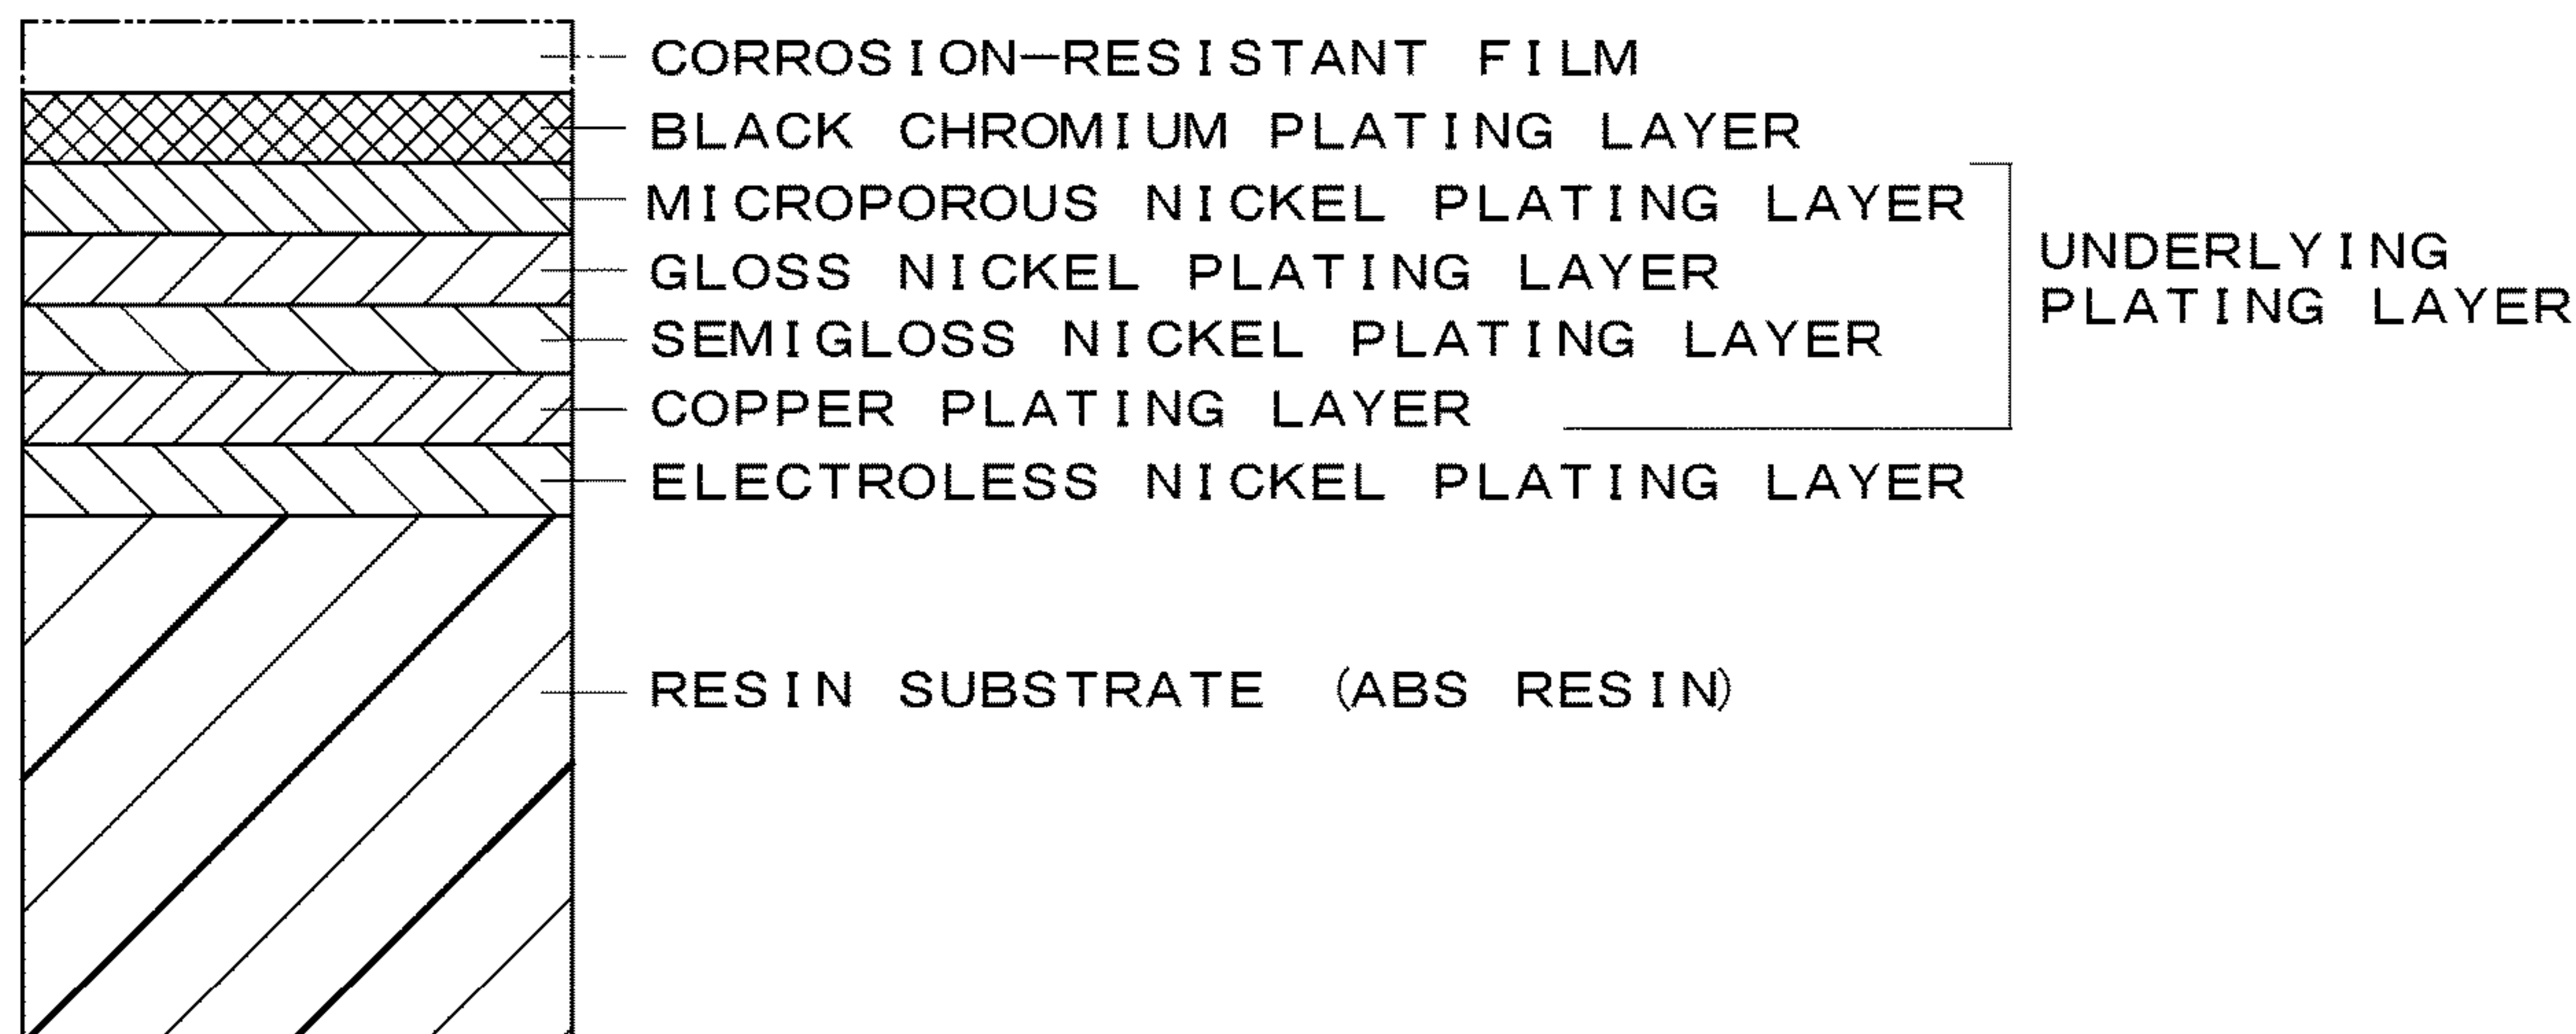 CORROSION—RESISTANT FILM
BLACK CHROMIUM PLATING LAYER
MICROPOROUS NICKEL PLATING LAYER
GLOSS NICKEL PLATING LAYER
SEMIGLOSS NICKEL PLATING LAYER
COPPER PLATING LAYER
UNDERLYING
PLATING LAYER
ELECTROLESS NICKEL PLATING LAYER
RESIN SUBSTRATE (ABS RESIN)